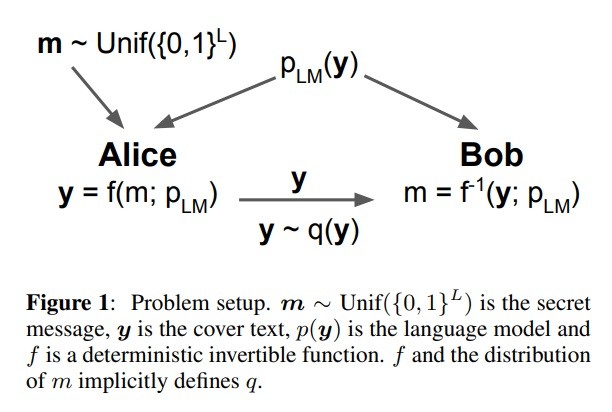 m ~ Unif({0,1}ᴸ)
p_LM(y)
Alice
Bob
y = f(m; p_LM)
y
m = f⁻¹(y; p_LM)
y ~ q(y)
Figure 1: Problem setup. m ∼ Unif({0, 1}ᴸ) is the secret
message, y is the cover text, p(y) is the language model and
f is a deterministic invertible function. f and the distribution
of m implicitly defines q.